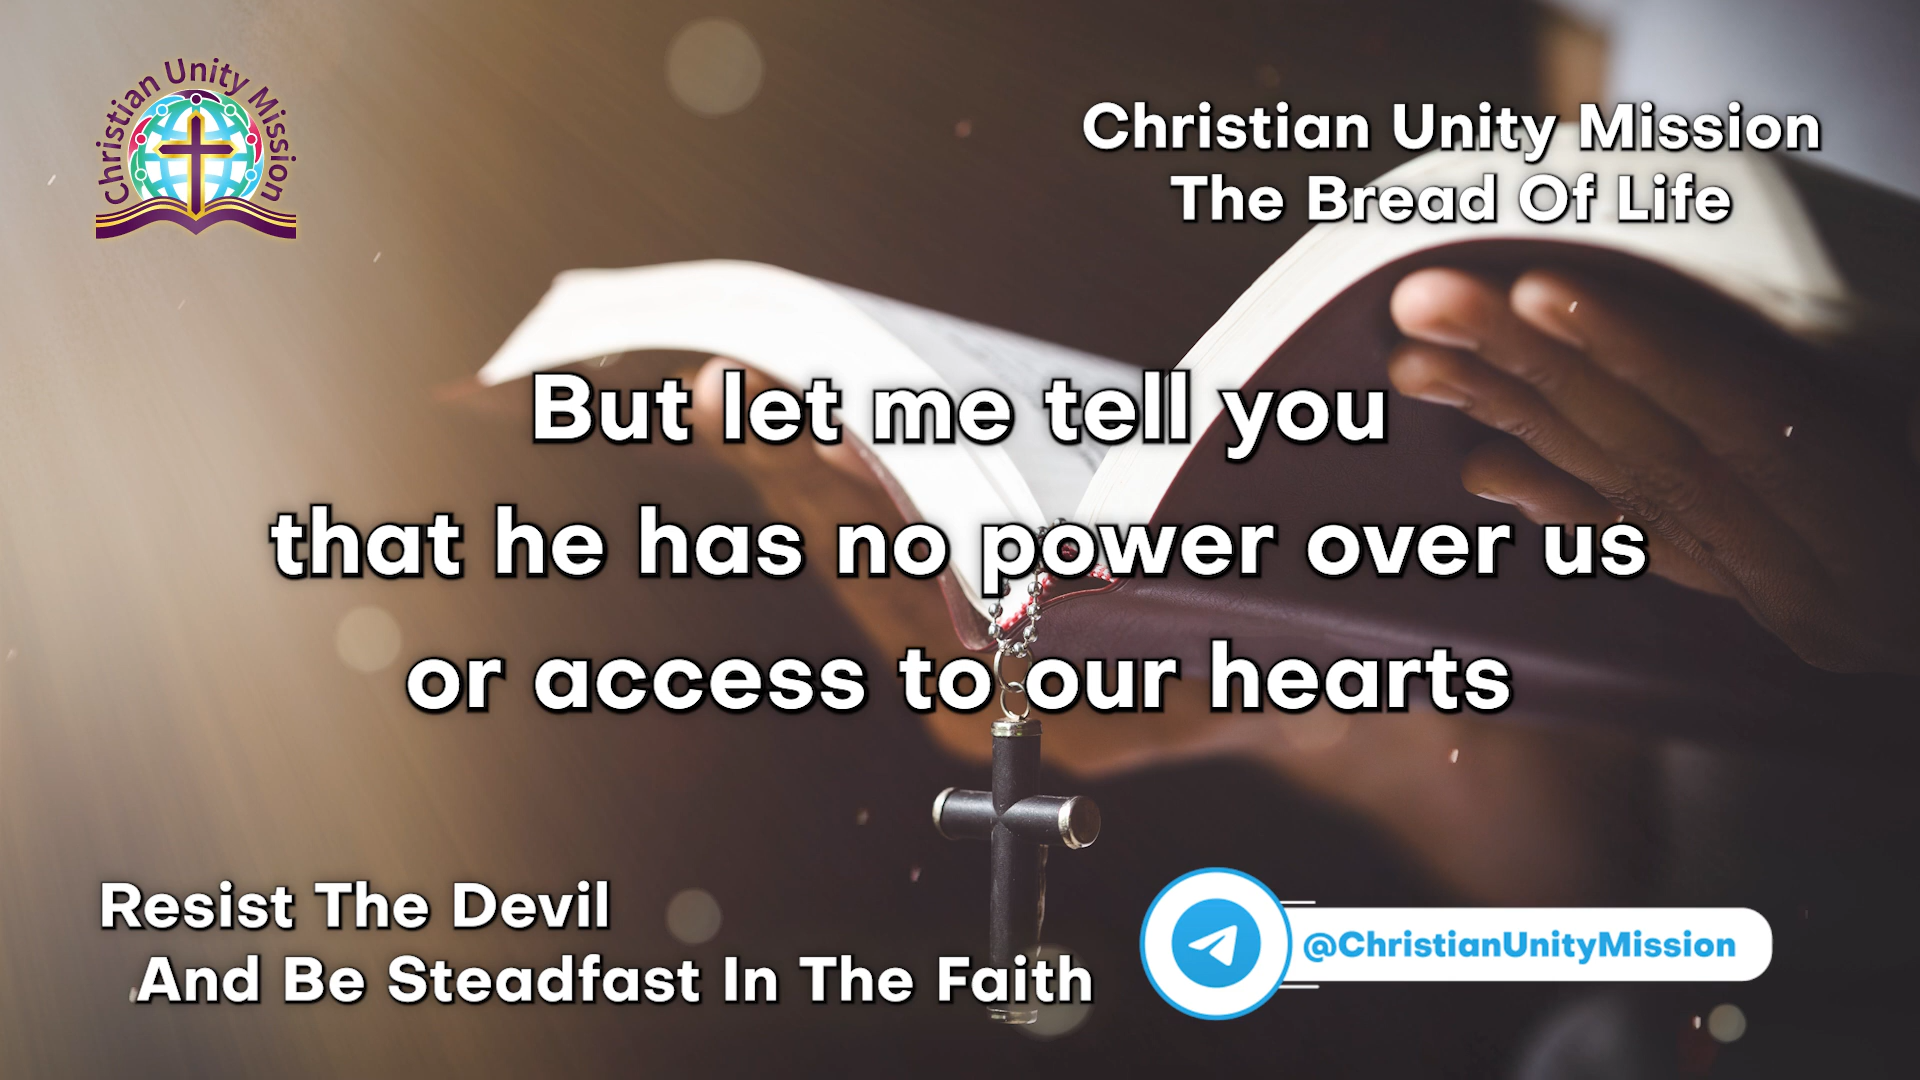 Christian Unity Mission
Christian Unity Mission
The Bread Of Life
But let me tell you
that he has no power over us
or access to our hearts
Resist The Devil
And Be Steadfast In The Faith
@ChristianUnityMission